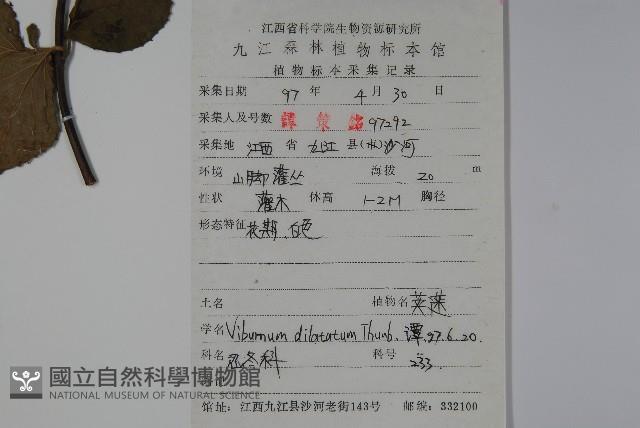 江西省科学院生物资源研究所
九江森林植物标本馆
植物标本采集记录
采集日期 97 年 4 月 30 日
采集人及号数 譚策銘 97292
采集地 江西 省 九江 县(市)沙河
环境 山脚灌丛 海拨 20 m
性状 灌木 体高 1-2M 胸径
形态特征 花期 白色
土名 植物名 荚蒾
学名 Viburnum dilatatum Thunb. 譚.97.6.20.
科名 忍冬科 科号 233
國立自然科學博物館
NATIONAL MUSEUM OF NATURAL SCIENCE
馆址：江西九江县沙河老街143号 邮编：332100